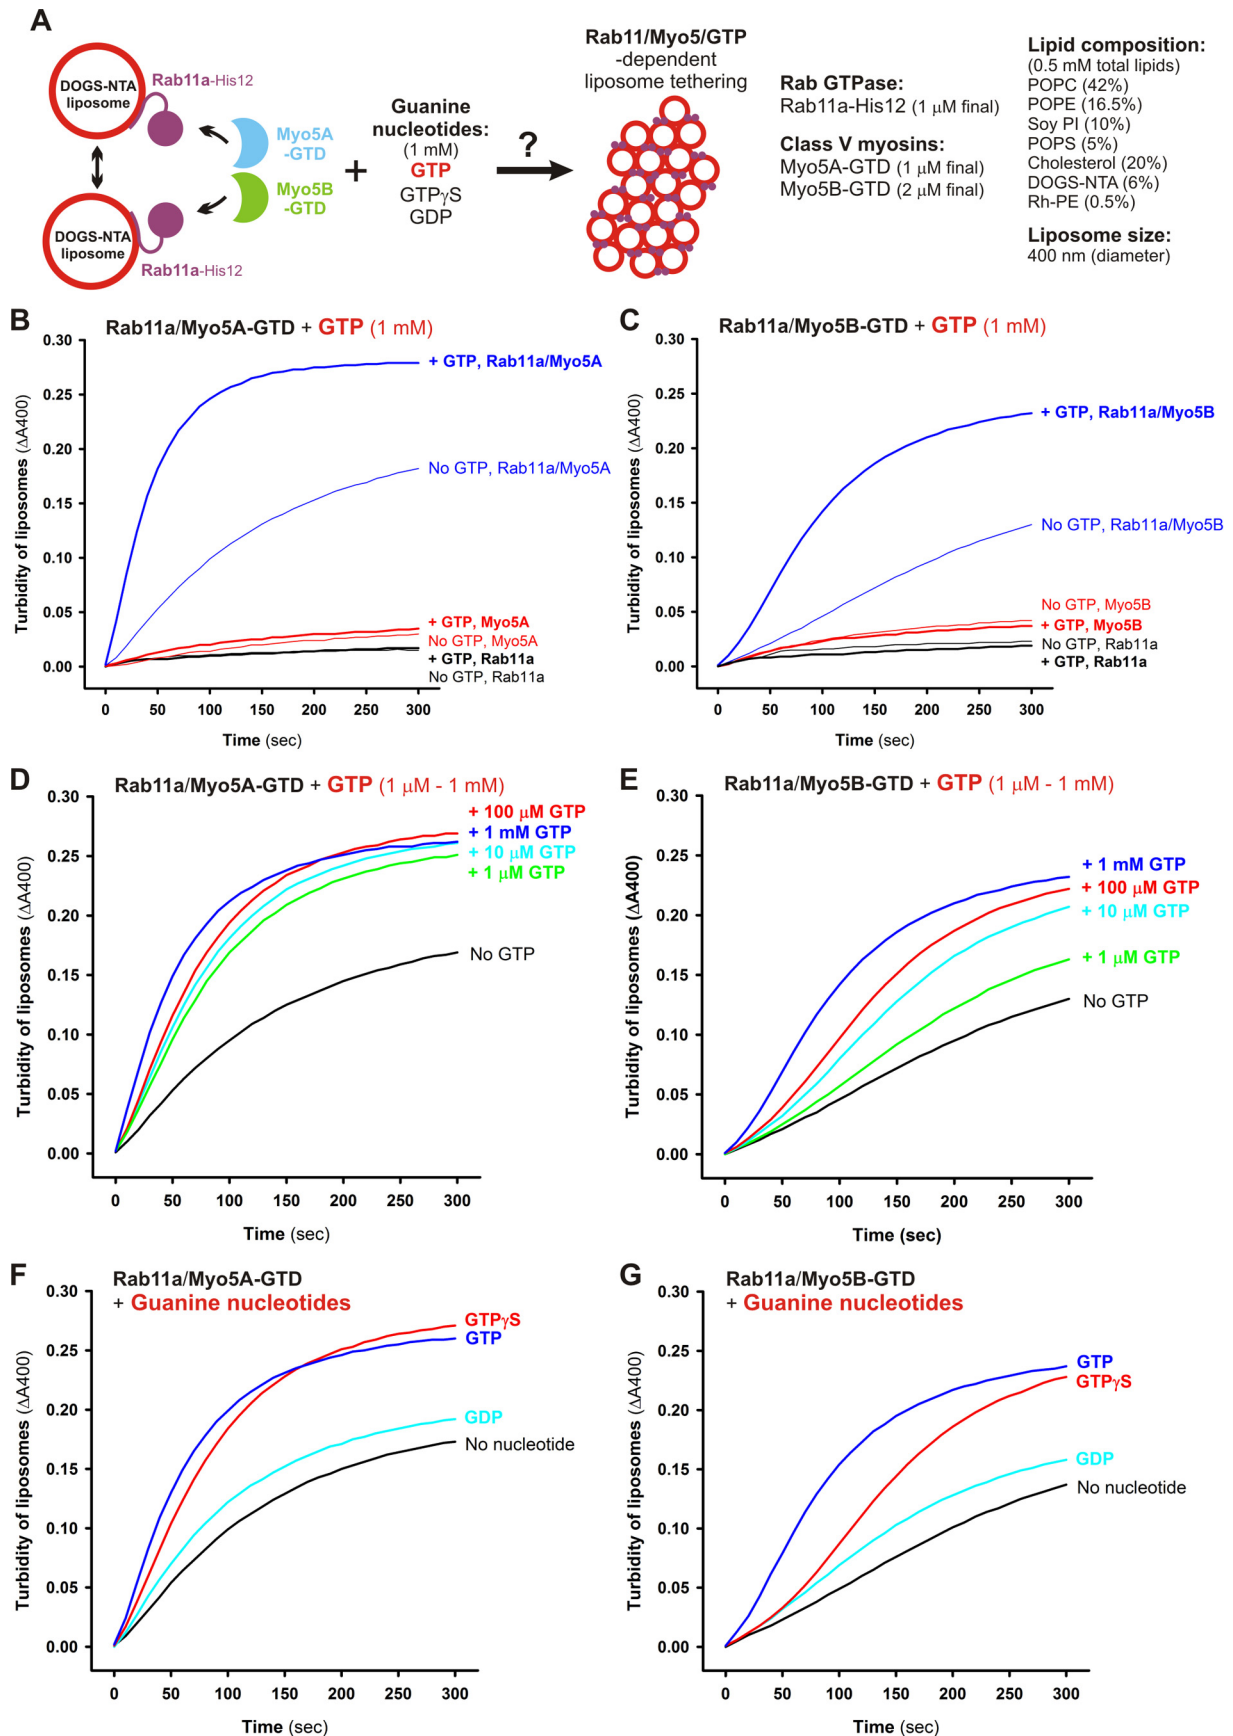 A
DOGS-NTA
liposome
Rab11a-His12
DOGS-NTA
liposome
Rab11a-His12
Myo5A
-GTD
Myo5B
-GTD
+
Guanine
nucleotides:
(1 mM)
GTP
GTPγS
GDP
?
Rab11/Myo5/GTP
-dependent
liposome tethering
Rab GTPase:
Rab11a-His12 (1 μM final)
Class V myosins:
Myo5A-GTD (1 μM final)
Myo5B-GTD (2 μM final)
Lipid composition:
(0.5 mM total lipids)
POPC (42%)
POPE (16.5%)
Soy PI (10%)
POPS (5%)
Cholesterol (20%)
DOGS-NTA (6%)
Rh-PE (0.5%)
Liposome size:
400 nm (diameter)
B
Rab11a/Myo5A-GTD + GTP (1 mM)
Turbidity of liposomes (ΔA400)
0.30
0.25
0.20
0.15
0.10
0.05
0.00
+ GTP, Rab11a/Myo5A
No GTP, Rab11a/Myo5A
+ GTP, Myo5A
No GTP, Myo5A
+ GTP, Rab11a
No GTP, Rab11a
0 50 100 150 200 250 300
Time (sec)
C
Rab11a/Myo5B-GTD + GTP (1 mM)
Turbidity of liposomes (ΔA400)
0.30
0.25
0.20
0.15
0.10
0.05
0.00
+ GTP, Rab11a/Myo5B
No GTP, Rab11a/Myo5B
No GTP, Myo5B
+ GTP, Myo5B
No GTP, Rab11a
+ GTP, Rab11a
0 50 100 150 200 250 300
Time (sec)
D
Rab11a/Myo5A-GTD + GTP (1 μM - 1 mM)
Turbidity of liposomes (ΔA400)
0.30
0.25
0.20
0.15
0.10
0.05
0.00
+ 100 μM GTP
+ 1 mM GTP
+ 10 μM GTP
+ 1 μM GTP
No GTP
0 50 100 150 200 250 300
Time (sec)
E
Rab11a/Myo5B-GTD + GTP (1 μM - 1 mM)
Turbidity of liposomes (ΔA400)
0.30
0.25
0.20
0.15
0.10
0.05
0.00
+ 1 mM GTP
+ 100 μM GTP
+ 10 μM GTP
+ 1 μM GTP
No GTP
0 50 100 150 200 250 300
Time (sec)
F
Rab11a/Myo5A-GTD
+ Guanine nucleotides
Turbidity of liposomes (ΔA400)
0.30
0.25
0.20
0.15
0.10
0.05
0.00
GTPγS
GTP
GDP
No nucleotide
0 50 100 150 200 250 300
Time (sec)
G
Rab11a/Myo5B-GTD
+ Guanine nucleotides
Turbidity of liposomes (ΔA400)
0.30
0.25
0.20
0.15
0.10
0.05
0.00
GTP
GTPγS
GDP
No nucleotide
0 50 100 150 200 250 300
Time (sec)